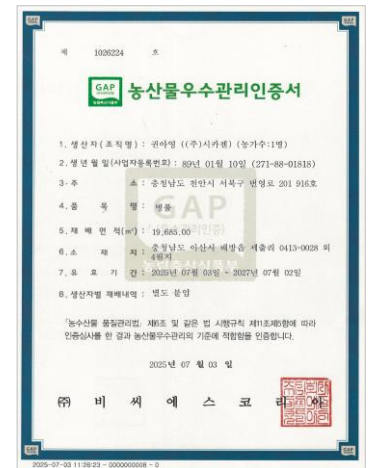 제 1026224 호
GAP 농산물우수관리인증서
1. 생산자(조직명) : 권아영 ((주)시카젠) (농가수:1명)
2. 생년월일(사업자등록번호) : 89년 01월 10일 (271-88-01818)
3. 주 소 : 충청남도 천안시 서북구 번영로 201 916호
4. 품 목 명 : 병풀
5. 재 배 면 적(㎡) : 19,685.00
6. 소 재 지 : 충청남도 아산시 배방읍 세출리 0413-0028 외
4필지
7. 유 효 기 간 : 2025년 07월 03일 ~ 2027년 07월 02일
8. 생산자별 재배내역 : 별도 붙임
「농수산물 품질관리법」 제6조 및 같은 법 시행규칙 제11조제5항에 따라
인증심사를 한 결과 농산물우수관리의 기준에 적합함을 인증합니다.
2025년 07 월 03 일
㈜ 비 씨 에 스 코 리 아
2025-07-03 11:26:23 - 0000000008 - 0